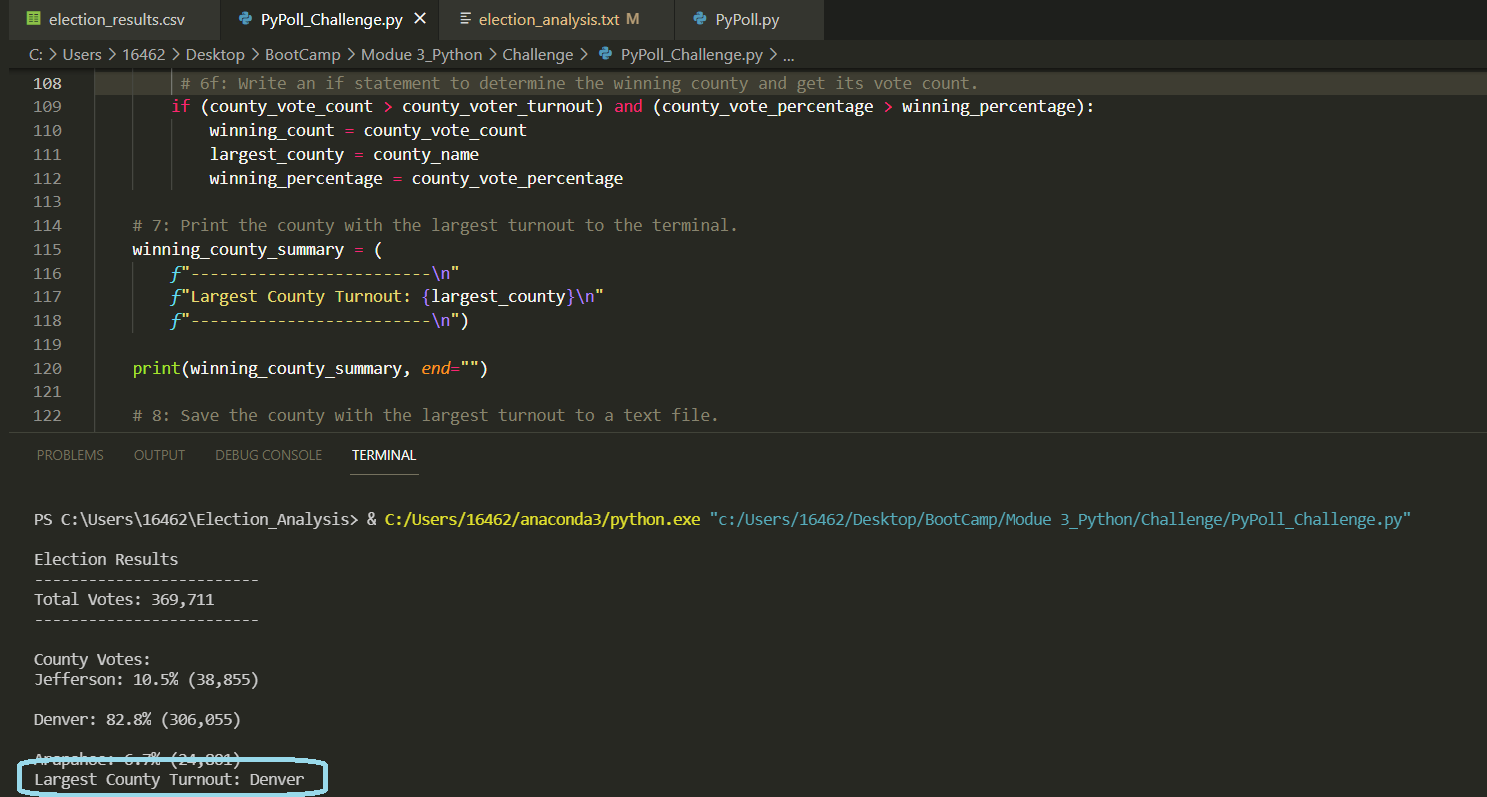 election_results.csv PyPoll_Challenge.py election_analysis.txt M PyPoll.py
C: > Users > 16462 > Desktop > BootCamp > Modue 3_Python > Challenge > PyPoll_Challenge.py > ...
108 # 6f: Write an if statement to determine the winning county and get its vote count.
109 if (county_vote_count > county_voter_turnout) and (county_vote_percentage > winning_percentage):
110 winning_count = county_vote_count
111 largest_county = county_name
112 winning_percentage = county_vote_percentage
113
114 # 7: Print the county with the largest turnout to the terminal.
115 winning_county_summary = (
116 f"-------------------------\n"
117 f"Largest County Turnout: {largest_county}\n"
118 f"-------------------------\n")
119
120 print(winning_county_summary, end="")
121
122 # 8: Save the county with the largest turnout to a text file.
PROBLEMS OUTPUT DEBUG CONSOLE TERMINAL
PS C:\Users\16462\Election_Analysis> & C:/Users/16462/anaconda3/python.exe "c:/Users/16462/Desktop/BootCamp/Modue 3_Python/Challenge/PyPoll_Challenge.py"
Election Results
-------------------------
Total Votes: 369,711
-------------------------
County Votes:
Jefferson: 10.5% (38,855)
Denver: 82.8% (306,055)
Arapahoe: 6.7% (24,801)
Largest County Turnout: Denver